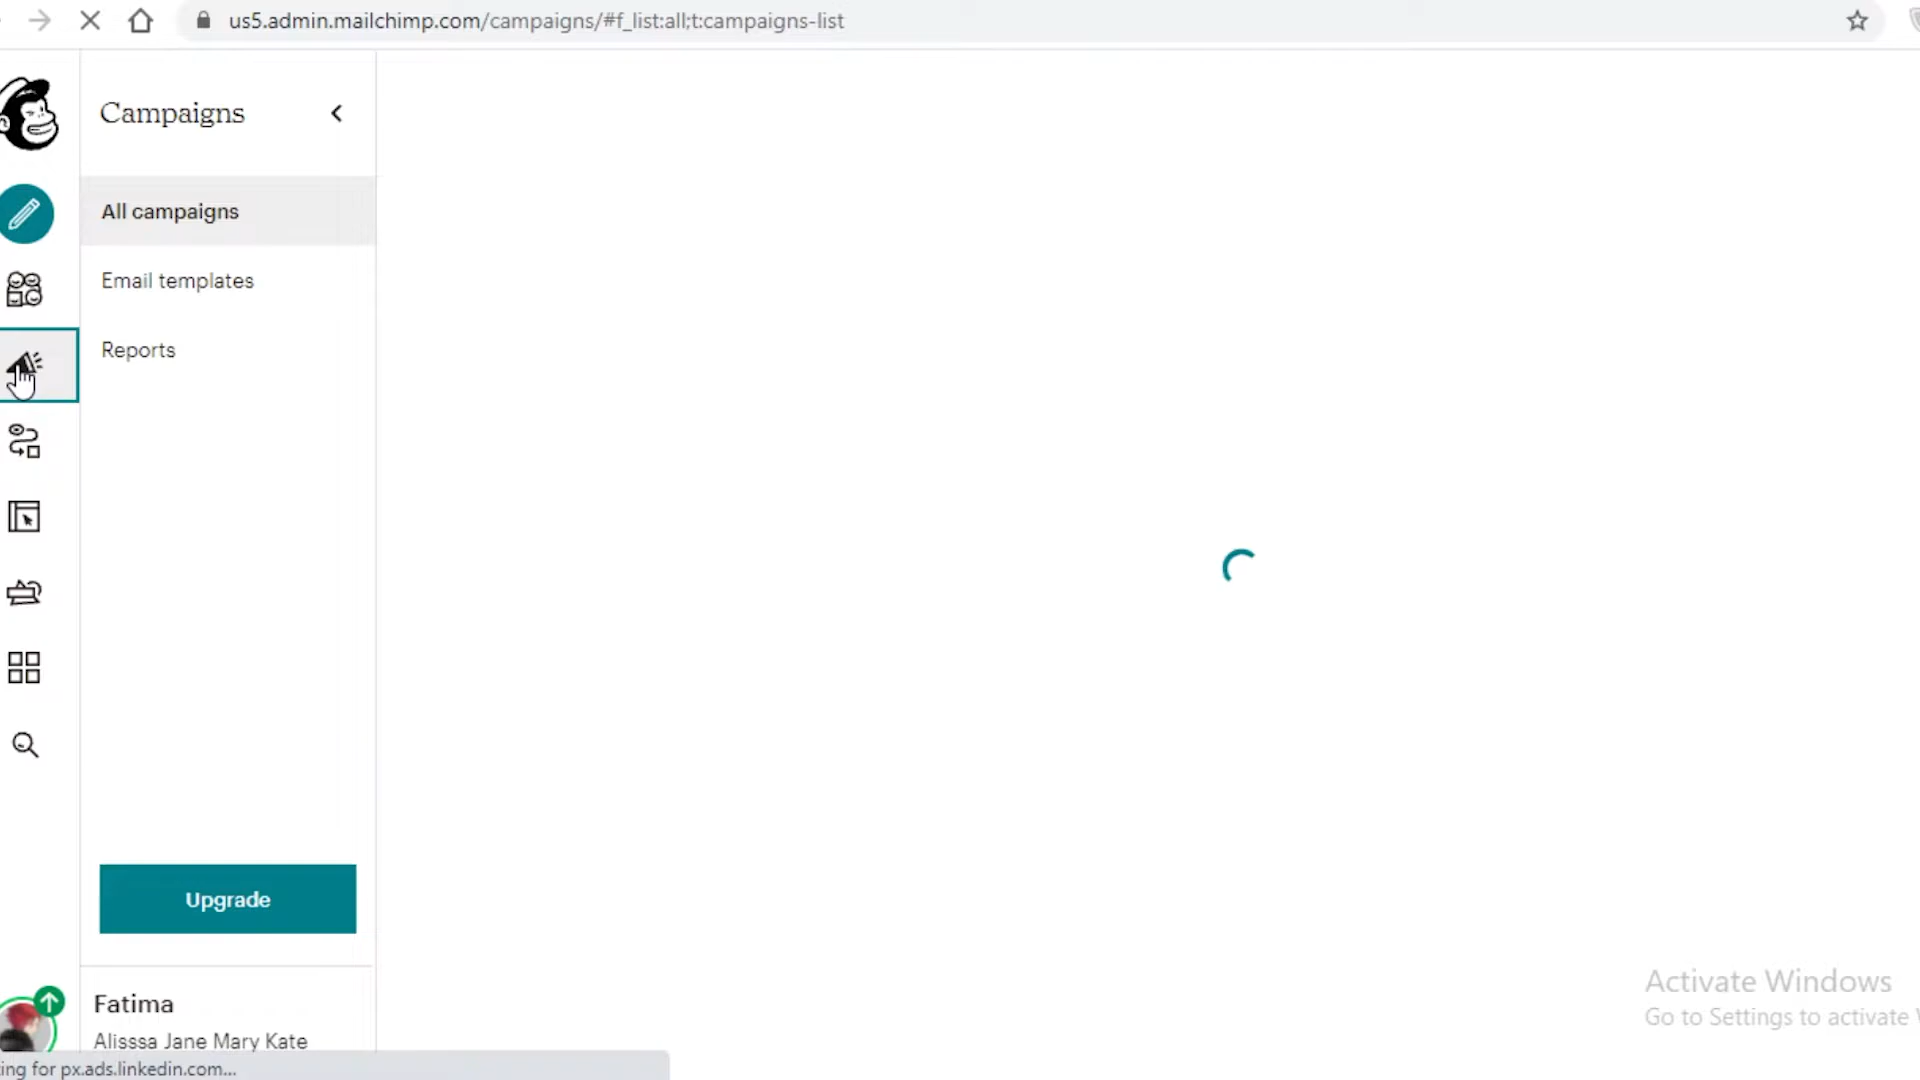 us5.admin.mailchimp.com/campaigns/#f_list:all;t:campaigns-list
Campaigns
All campaigns
Email templates
Reports
Upgrade
Fatima
Alisssa Jane Mary Kate
ing for px.ads.linkedin.com...
Activate Windows
Go to Settings to activate